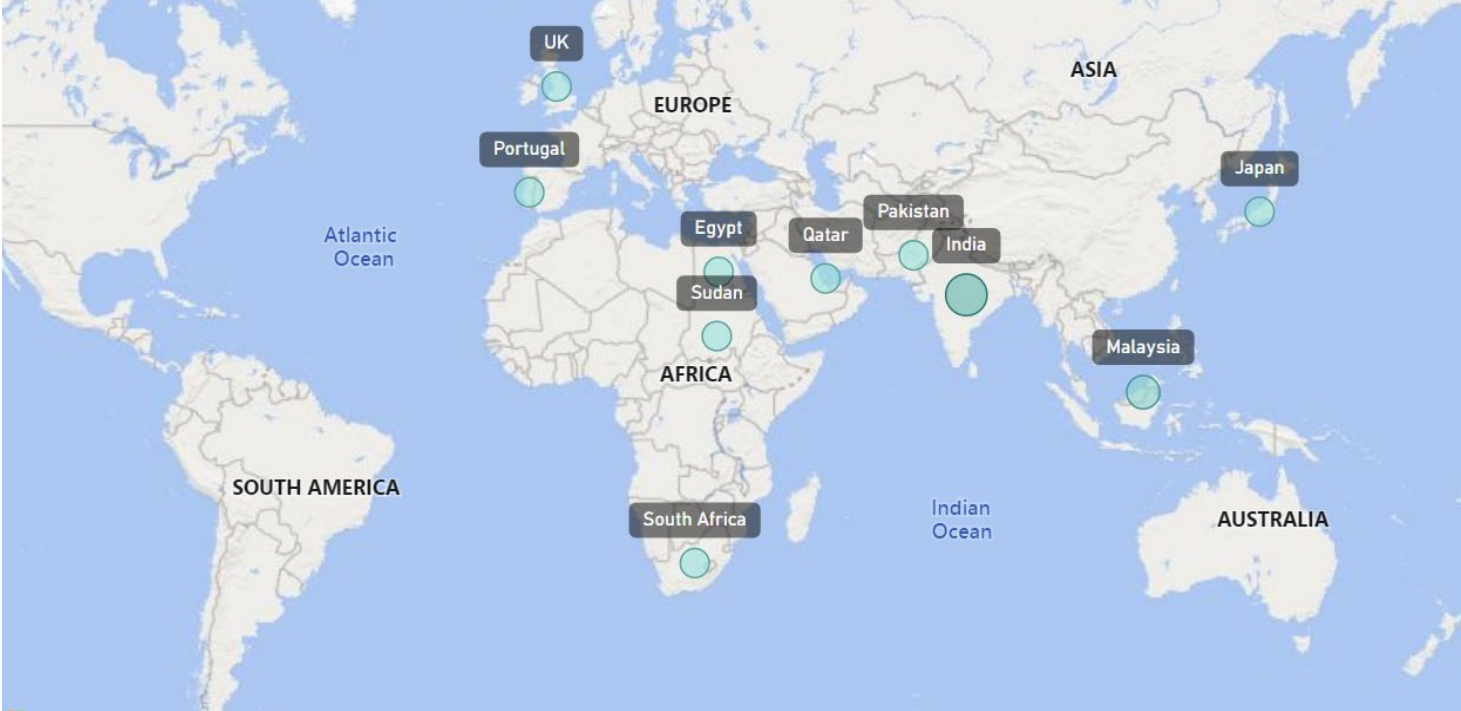 UK
ASIA
EUROPE
Portugal
Japan
Pakistan
Egypt
Qatar
India
Atlantic
Ocean
Sudan
Malaysia
AFRICA
SOUTH AMERICA
South Africa
Indian
Ocean
AUSTRALIA